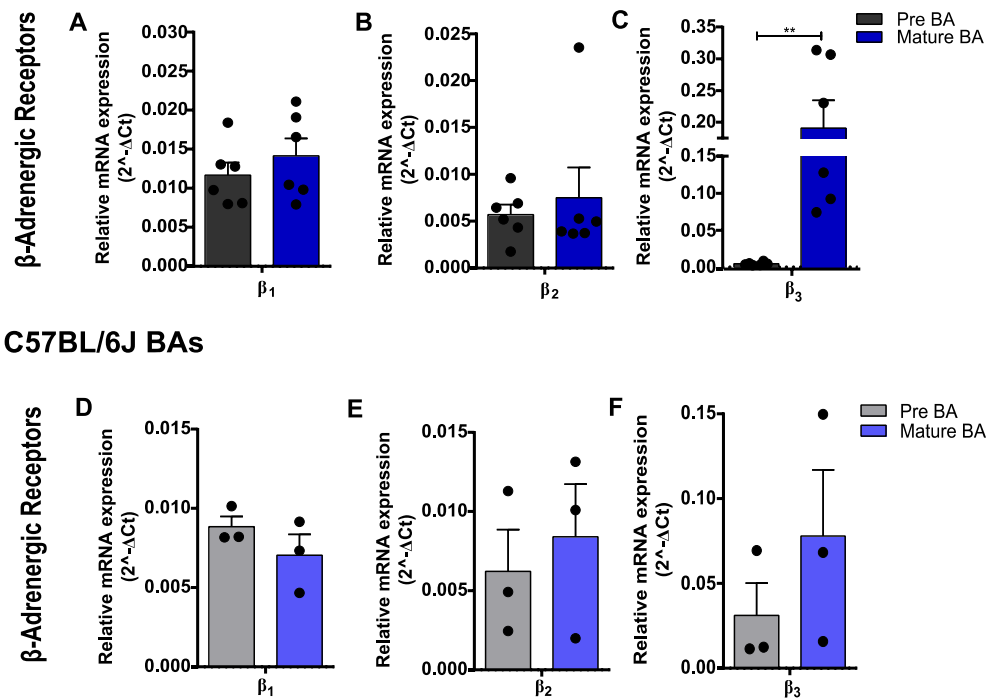 β-Adrenergic Receptors
A
Relative mRNA expression
(2^-ΔCt)
0.030
0.025
0.020
0.015
0.010
0.005
0.000
β1
B
Relative mRNA expression
(2^-ΔCt)
0.025
0.020
0.015
0.010
0.005
0.000
β2
C
Relative mRNA expression
(2^-ΔCt)
0.35
0.30
0.25
0.20
0.15
0.15
0.10
0.05
0.00
**
β3
Pre BA
Mature BA
C57BL/6J BAs
β-Adrenergic Receptors
D
Relative mRNA expression
(2^-ΔCt)
0.015
0.010
0.005
0.000
β1
E
Relative mRNA expression
(2^-ΔCt)
0.015
0.010
0.005
0.000
β2
F
Relative mRNA expression
(2^-ΔCt)
0.15
0.10
0.05
0.00
β3
Pre BA
Mature BA